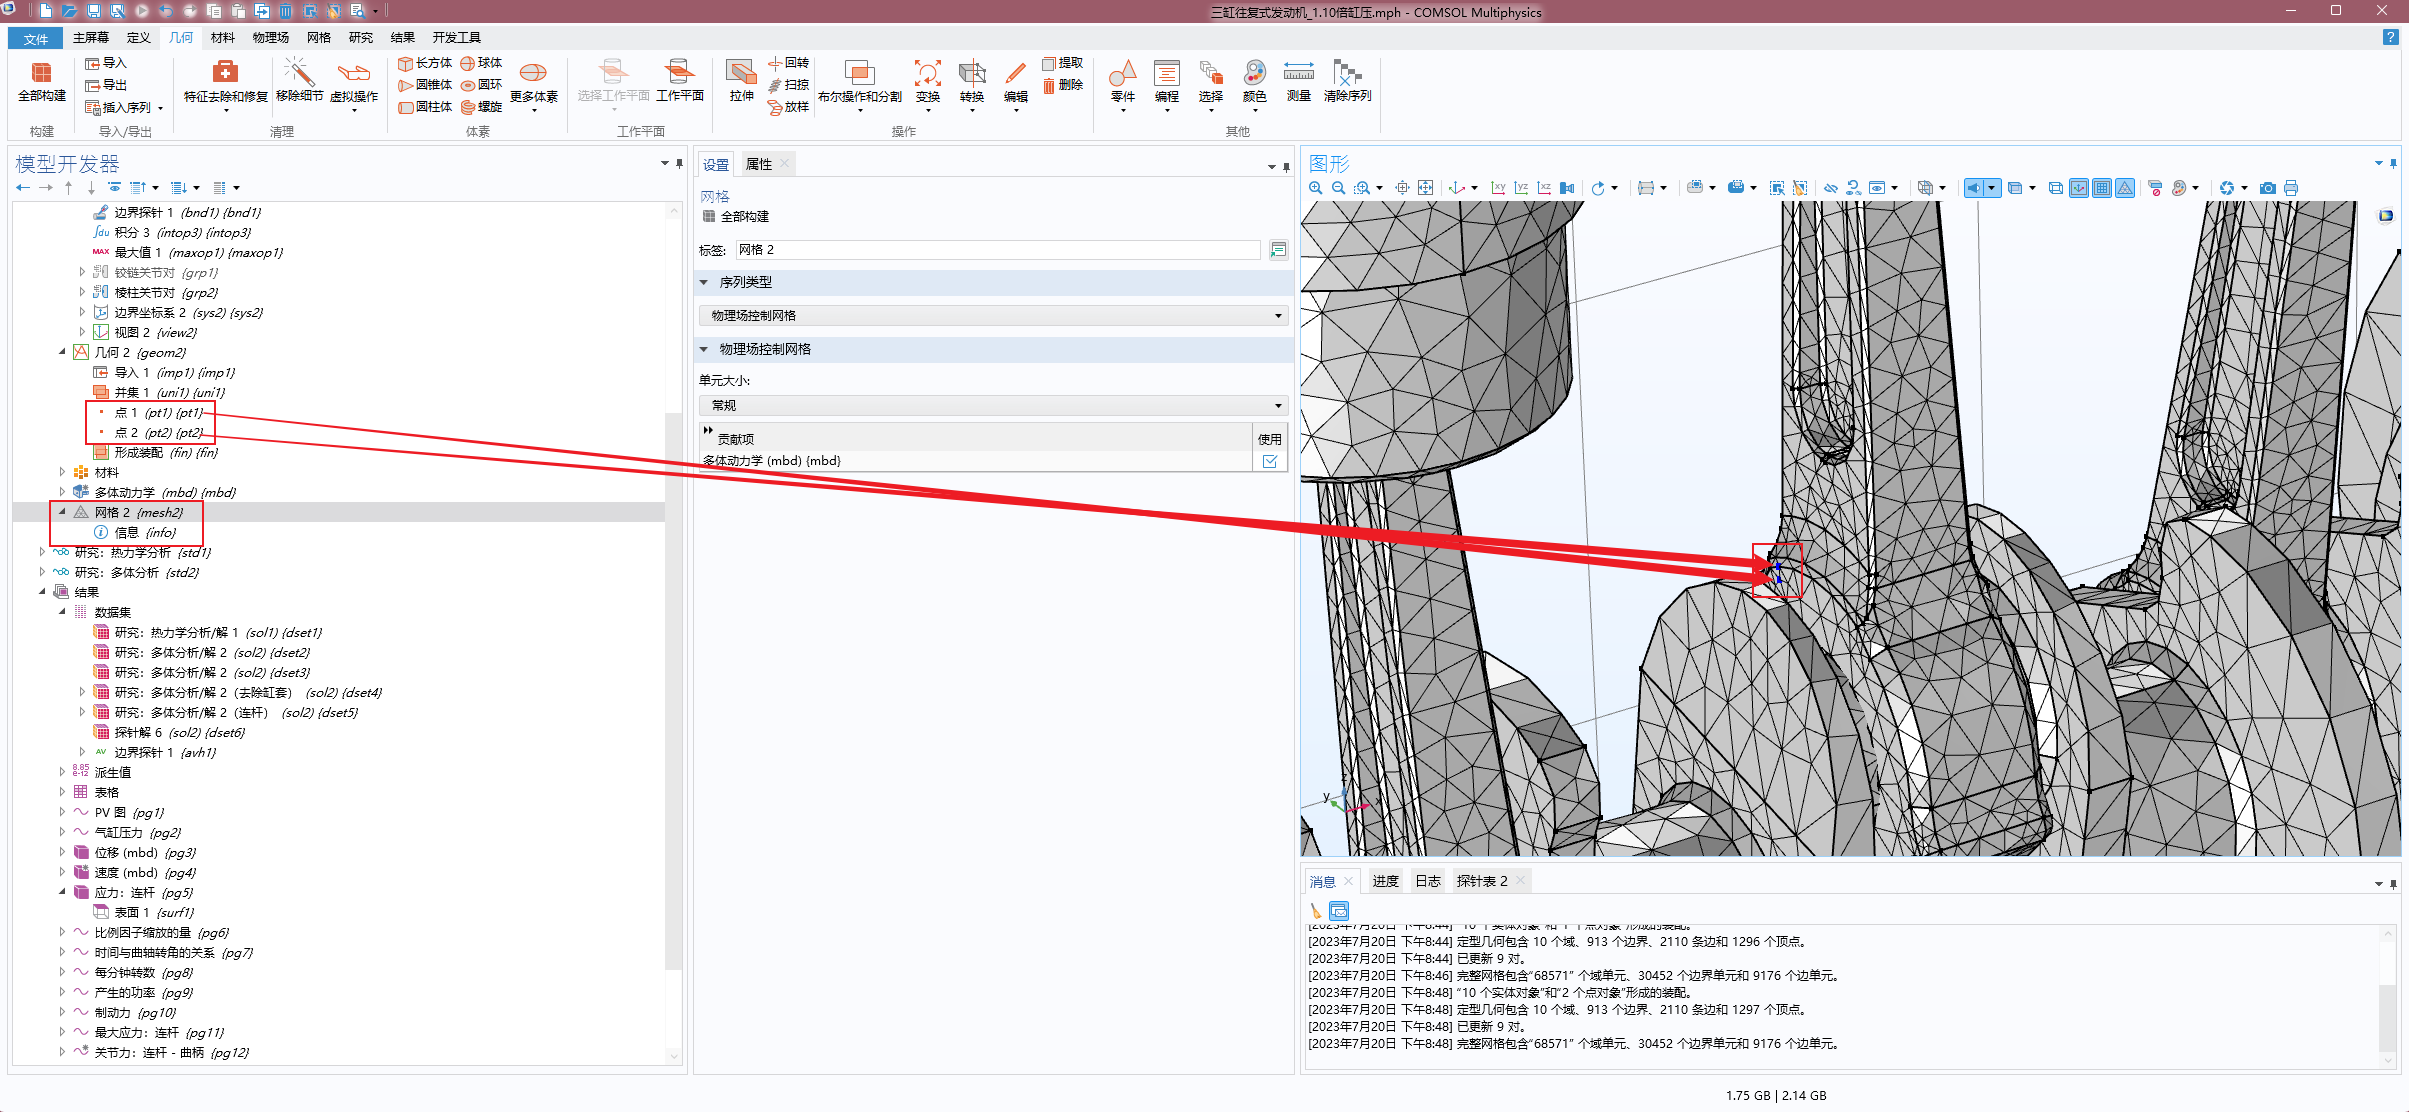 三缸往复式发动机_1.10倍缸压.mph - COMSOL Multiphysics
文件 主屏幕 定义 几何 材料 物理场 网格 研究 结果 开发工具
全部构建
导入
导出
插入序列
特征去除和修复 移除细节 虚拟操作
长方体 球体
圆锥体 圆环
圆柱体 螺旋
更多体素
选择工作平面 工作平面
拉伸
回转
扫掠
放样
布尔操作和分割 变换 转换 编辑
提取
删除
零件 编程 选择 颜色 测量 清除序列
构建 导入/导出 清理 体素 工作平面 操作 其他
模型开发器
边界探针 1 (bnd1) {bnd1}
积分 3 (intop3) {intop3}
最大值 1 (maxop1) {maxop1}
铰链关节对 {grp1}
棱柱关节对 {grp2}
边界坐标系 2 (sys2) {sys2}
视图 2 {view2}
几何 2 {geom2}
导入 1 (imp1) {imp1}
并集 1 (uni1) {uni1}
点 1 (pt1) {pt1}
点 2 (pt2) {pt2}
形成装配 (fin) {fin}
材料
多体动力学 (mbd) {mbd}
网格 2 {mesh2}
信息 {info}
研究：热力学分析 {std1}
研究：多体分析 {std2}
结果
数据集
研究：热力学分析/解 1 (sol1) {dset1}
研究：多体分析/解 2 (sol2) {dset2}
研究：多体分析/解 2 (sol2) {dset3}
研究：多体分析/解 2（去除缸套） (sol2) {dset4}
研究：多体分析/解 2（连杆） (sol2) {dset5}
探针解 6 (sol2) {dset6}
边界探针 1 {avh1}
派生值
表格
PV 图 {pg1}
气缸压力 {pg2}
位移 (mbd) {pg3}
速度 (mbd) {pg4}
应力：连杆 {pg5}
表面 1 {surf1}
比例因子缩放的量 {pg6}
时间与曲轴转角的关系 {pg7}
每分钟转数 {pg8}
产生的功率 {pg9}
制动力 {pg10}
最大应力：连杆 {pg11}
关节力：连杆 - 曲柄 {pg12}
设置 属性
网格
全部构建
标签: 网格 2
序列类型
物理场控制网格
物理场控制网格
单元大小:
常规
贡献项 使用
多体动力学 (mbd) {mbd}
图形
xy yz xz
z
y
x
消息 进度 日志 探针表 2
[2023年7月20日 下午8:44] “10 个实体对象”和“1 个点对象”形成的装配。
[2023年7月20日 下午8:44] 定型几何包含 10 个域、913 个边界、2110 条边和 1296 个顶点。
[2023年7月20日 下午8:44] 已更新 9 对。
[2023年7月20日 下午8:46] 完整网格包含“68571” 个域单元、30452 个边界单元和 9176 个边单元。
[2023年7月20日 下午8:48] “10 个实体对象”和“2 个点对象”形成的装配。
[2023年7月20日 下午8:48] 定型几何包含 10 个域、913 个边界、2110 条边和 1297 个顶点。
[2023年7月20日 下午8:48] 已更新 9 对。
[2023年7月20日 下午8:48] 完整网格包含“68571” 个域单元、30452 个边界单元和 9176 个边单元。
1.75 GB | 2.14 GB